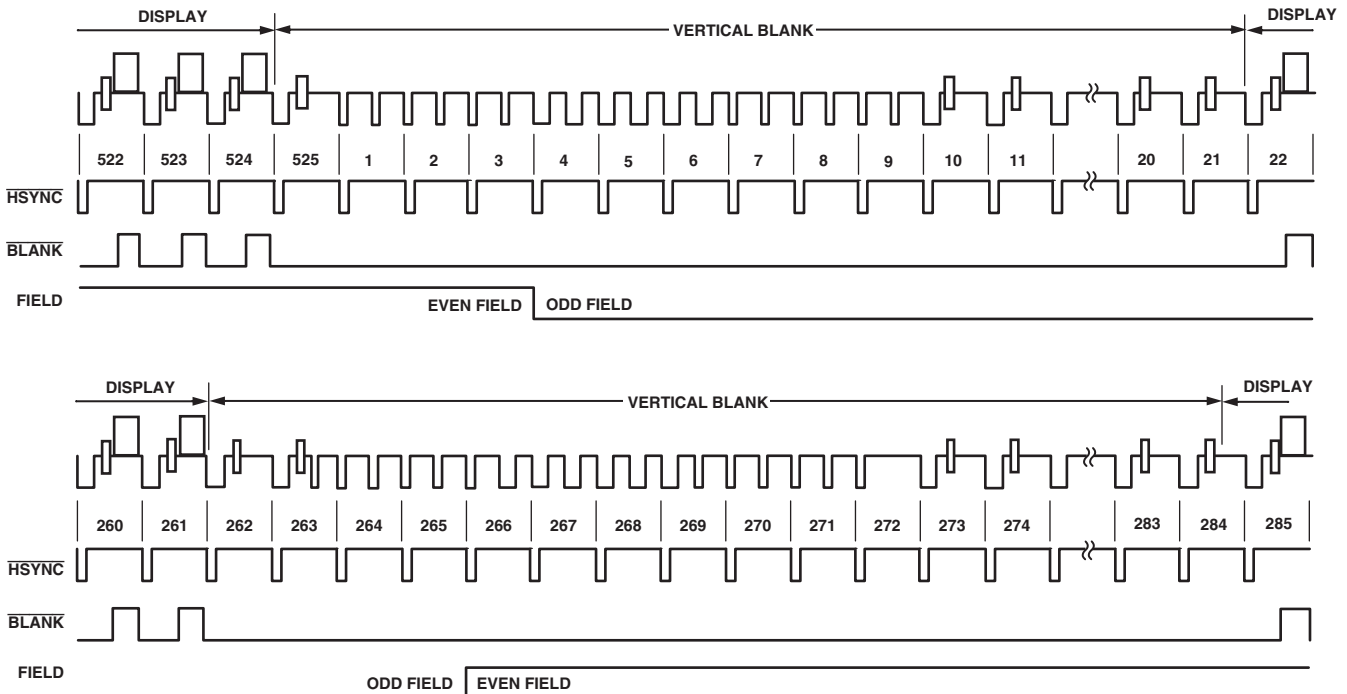 DISPLAY VERTICAL BLANK DISPLAY
522 523 524 525 1 2 3 4 5 6 7 8 9 10 11 20 21 22
HSYNC
BLANK
FIELD EVEN FIELD ODD FIELD
DISPLAY VERTICAL BLANK DISPLAY
260 261 262 263 264 265 266 267 268 269 270 271 272 273 274 283 284 285
HSYNC
BLANK
FIELD ODD FIELD EVEN FIELD